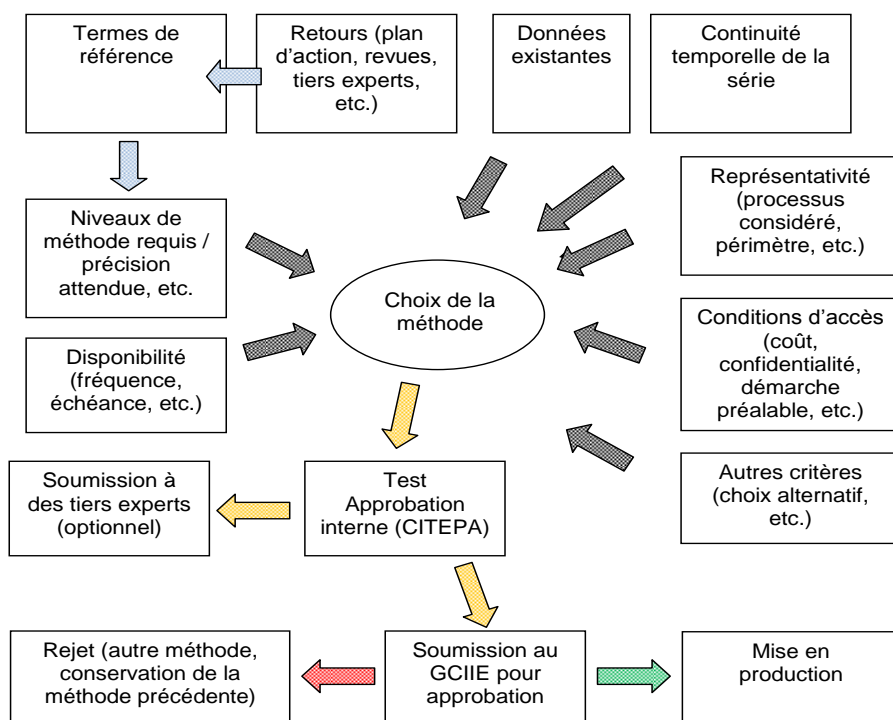 Termes de
référence
Retours (plan
d’action, revues,
tiers experts,
etc.)
Données
existantes
Continuité
temporelle de la
série
Niveaux de
méthode requis /
précision
attendue, etc.
Représentativité
(processus
considéré,
périmètre, etc.)
Choix de la
méthode
Disponibilité
(fréquence,
échéance, etc.)
Conditions d’accès
(coût,
confidentialité,
démarche
préalable, etc.)
Soumission à
des tiers experts
(optionnel)
Test
Approbation
interne (CITEPA)
Autres critères
(choix alternatif,
etc.)
Rejet (autre méthode,
conservation de la
méthode précédente)
Soumission au
GCIIE pour
approbation
Mise en
production